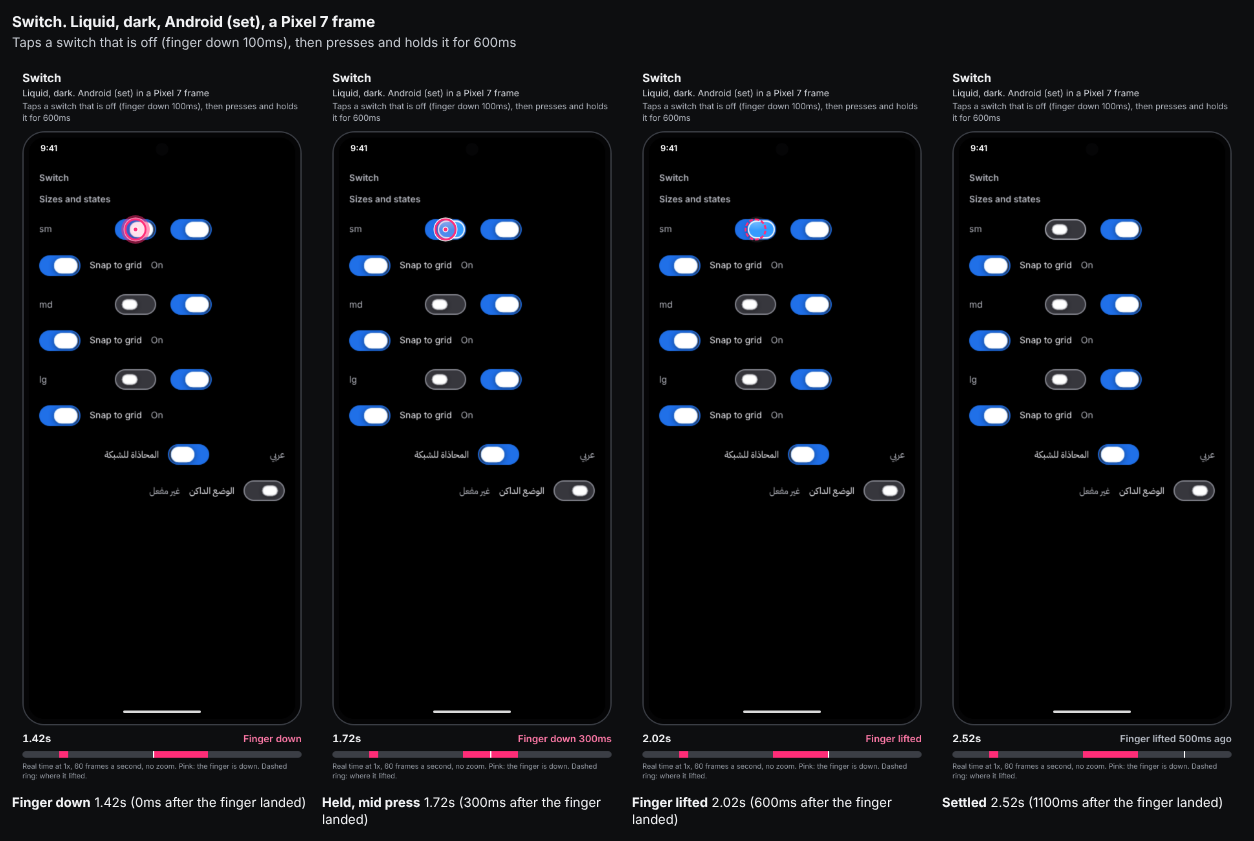 Switch. Liquid, dark, Android (set), a Pixel 7 frame
Taps a switch that is off (finger down 100ms), then presses and holds it for 600ms
Switch
Liquid, dark. Android (set) in a Pixel 7 frame
Taps a switch that is off (finger down 100ms), then presses and holds
it for 600ms
9:41
Switch
Sizes and states
sm
Snap to grid On
md
Snap to grid On
lg
Snap to grid On
عربي المحاذاة للشبكة
الوضع الداكن غير مفعل
1.42s Finger down
Real time at 1x, 60 frames a second, no zoom. Pink: the finger is down. Dashed
ring: where it lifted.
Finger down 1.42s (0ms after the finger landed)
Switch
Liquid, dark. Android (set) in a Pixel 7 frame
Taps a switch that is off (finger down 100ms), then presses and holds
it for 600ms
9:41
Switch
Sizes and states
sm
Snap to grid On
md
Snap to grid On
lg
Snap to grid On
عربي المحاذاة للشبكة
الوضع الداكن غير مفعل
1.72s Finger down 300ms
Real time at 1x, 60 frames a second, no zoom. Pink: the finger is down. Dashed
ring: where it lifted.
Held, mid press 1.72s (300ms after the finger
landed)
Switch
Liquid, dark. Android (set) in a Pixel 7 frame
Taps a switch that is off (finger down 100ms), then presses and holds
it for 600ms
9:41
Switch
Sizes and states
sm
Snap to grid On
md
Snap to grid On
lg
Snap to grid On
عربي المحاذاة للشبكة
الوضع الداكن غير مفعل
2.02s Finger lifted
Real time at 1x, 60 frames a second, no zoom. Pink: the finger is down. Dashed
ring: where it lifted.
Finger lifted 2.02s (600ms after the finger
landed)
Switch
Liquid, dark. Android (set) in a Pixel 7 frame
Taps a switch that is off (finger down 100ms), then presses and holds
it for 600ms
9:41
Switch
Sizes and states
sm
Snap to grid On
md
Snap to grid On
lg
Snap to grid On
عربي المحاذاة للشبكة
الوضع الداكن غير مفعل
2.52s Finger lifted 500ms ago
Real time at 1x, 60 frames a second, no zoom. Pink: the finger is down. Dashed
ring: where it lifted.
Settled 2.52s (1100ms after the finger landed)